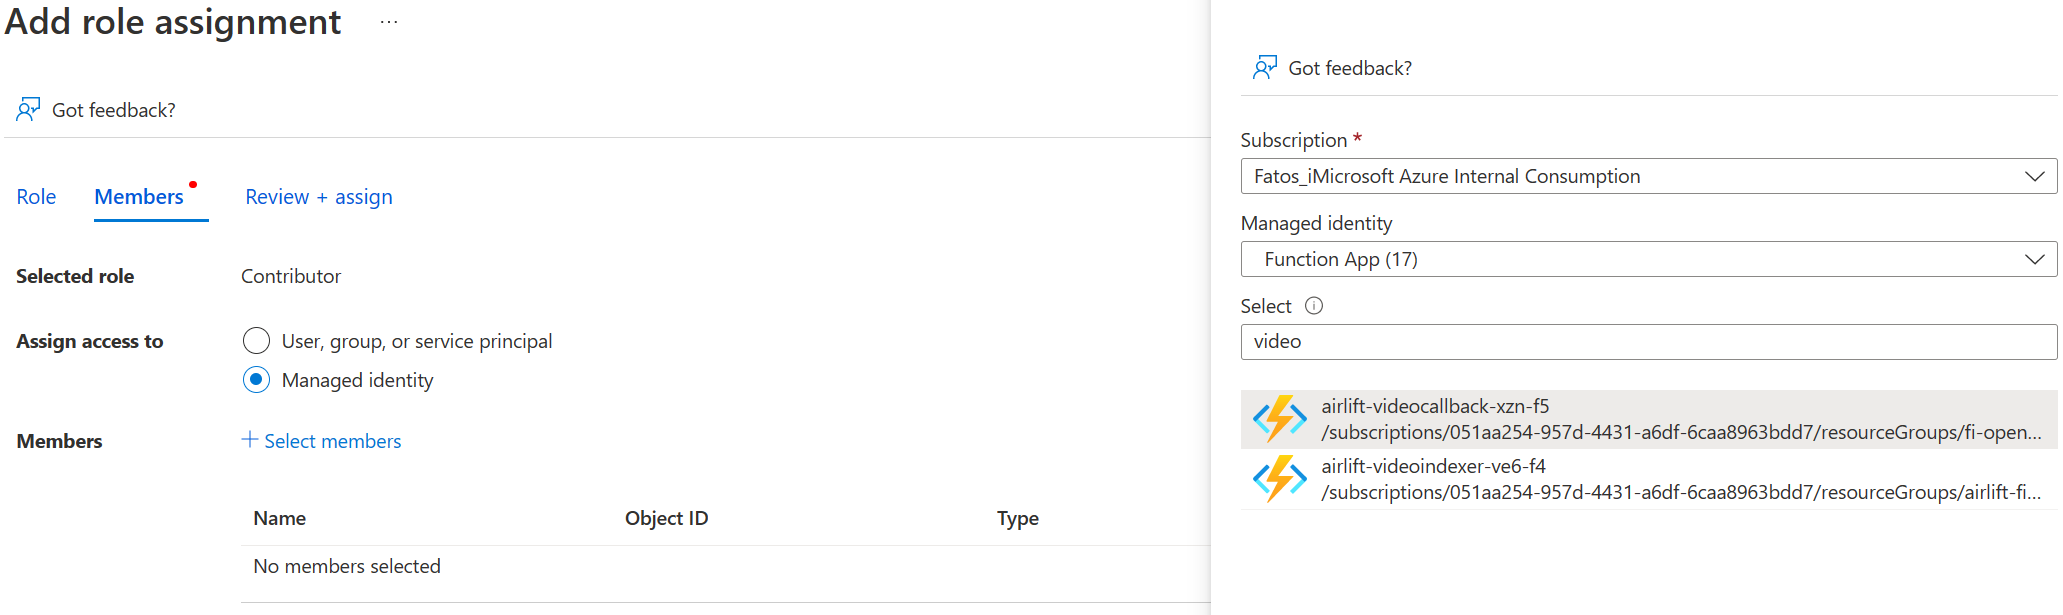 Add role assignment ...
Got feedback?
Role Members Review + assign
Selected role Contributor
Assign access to User, group, or service principal
Managed identity
Members + Select members
Name Object ID Type
No members selected
Got feedback?
Subscription *
Fatos_iMicrosoft Azure Internal Consumption
Managed identity
Function App (17)
Select
video
airlift-videocallback-xzn-f5
/subscriptions/051aa254-957d-4431-a6df-6caa8963bdd7/resourceGroups/fi-open...
airlift-videoindexer-ve6-f4
/subscriptions/051aa254-957d-4431-a6df-6caa8963bdd7/resourceGroups/airlift-fi...